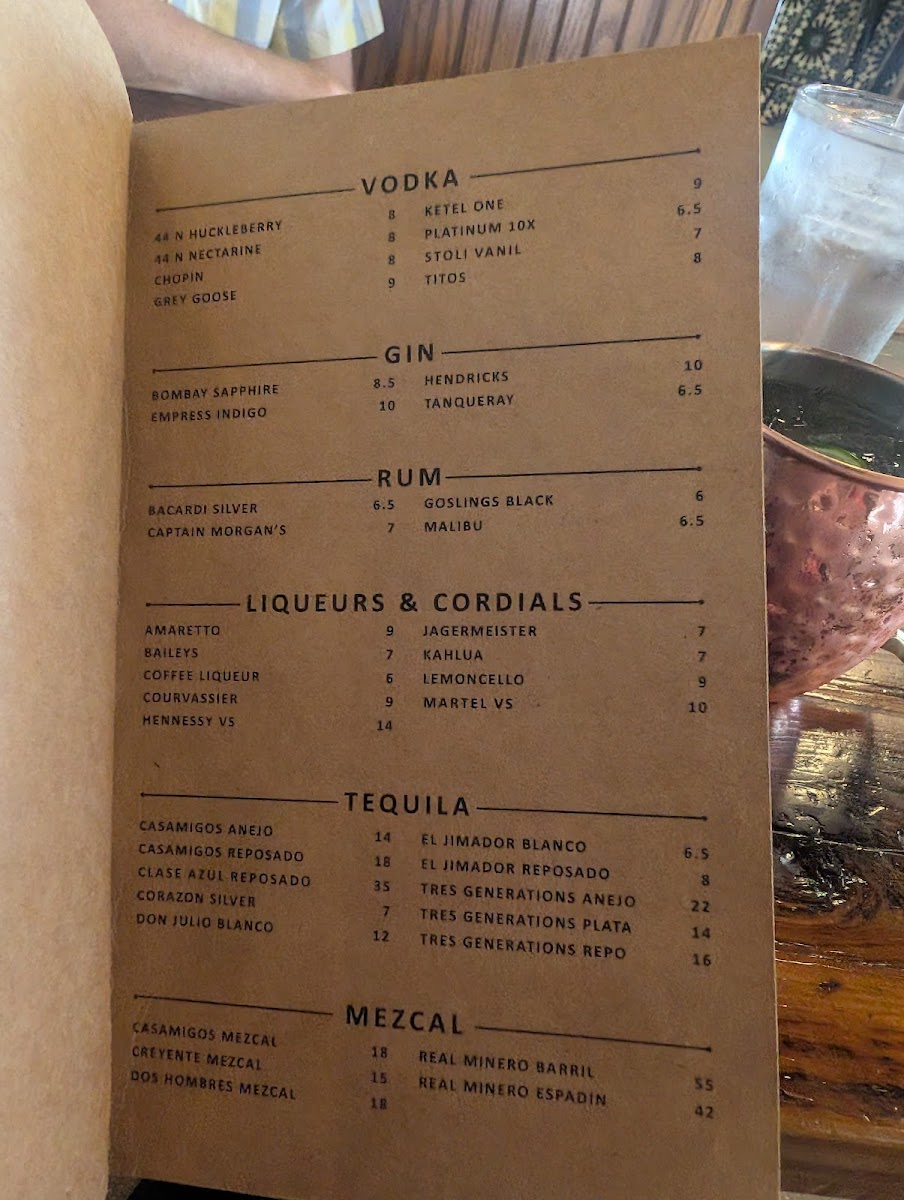 VODKA
44 N HUCKLEBERRY 8 KETEL ONE 9
44 N NECTARINE 8 PLATINUM 10X 6.5
CHOPIN 8 STOLI VANIL 7
GREY GOOSE 9 TITOS 8
GIN
BOMBAY SAPPHIRE 8.5 HENDRICKS 10
EMPRESS INDIGO 10 TANQUERAY 6.5
RUM
BACARDI SILVER 6.5 GOSLINGS BLACK 6
CAPTAIN MORGAN'S 7 MALIBU 6.5
LIQUEURS & CORDIALS
AMARETTO 9 JAGERMEISTER 7
BAILEYS 7 KAHLUA 7
COFFEE LIQUEUR 6 LEMONCELLO 9
COURVASSIER 9 MARTEL VS 10
HENNESSY VS 14
TEQUILA
CASAMIGOS ANEJO 14 EL JIMADOR BLANCO 6.5
CASAMIGOS REPOSADO 18 EL JIMADOR REPOSADO 8
CLASE AZUL REPOSADO 35 TRES GENERATIONS ANEJO 22
CORAZON SILVER 7 TRES GENERATIONS PLATA 14
DON JULIO BLANCO 12 TRES GENERATIONS REPO 16
MEZCAL
CASAMIGOS MEZCAL 18 REAL MINERO BARRIL 55
CREYENTE MEZCAL 15 REAL MINERO ESPADIN 42
DOS HOMBRES MEZCAL 18